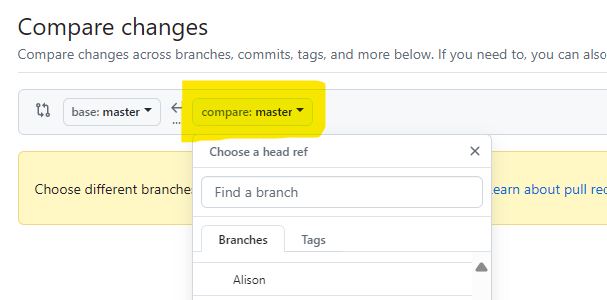 Compare changes
Compare changes across branches, commits, tags, and more below. If you need to, you can also
base: master
compare: master
Choose a head ref
Choose different branche
earn about pull rec
Find a branch
Branches
Tags
Alison